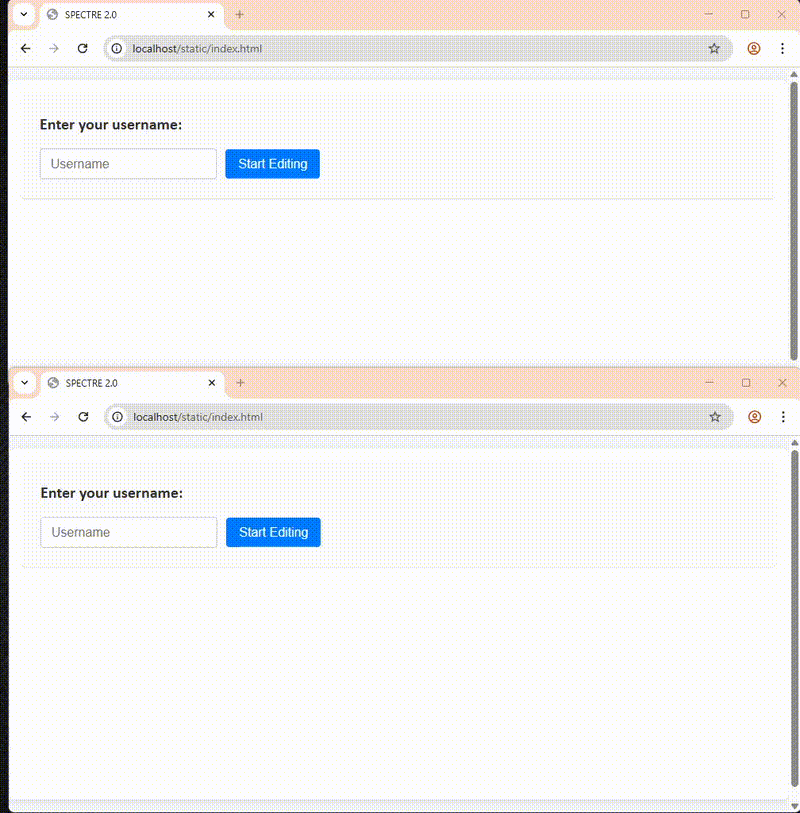 SPECTRE 2.0
localhost/static/index.html
Enter your username:
Username
Start Editing
SPECTRE 2.0
localhost/static/index.html
Enter your username:
Username
Start Editing